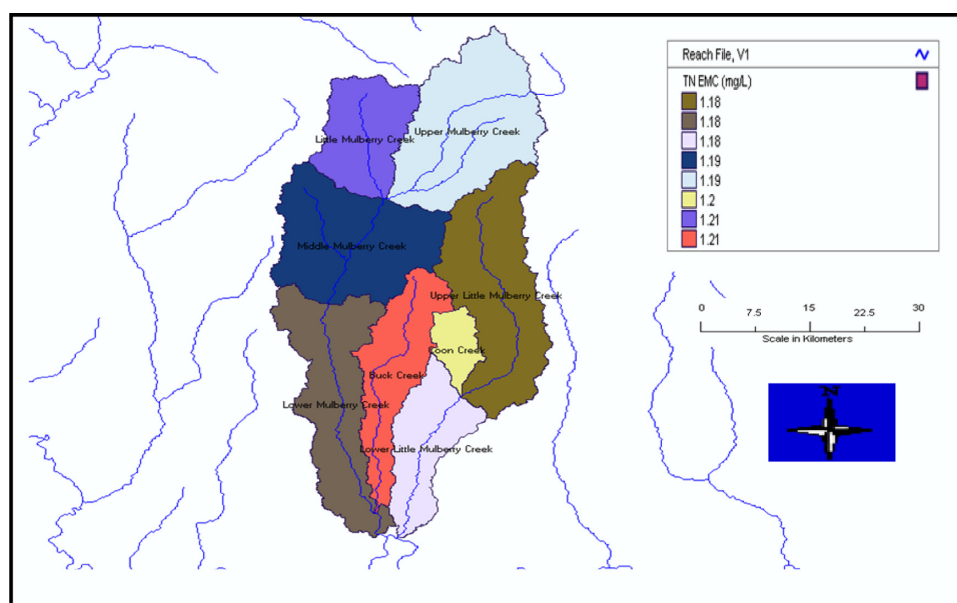 Reach File, V1
TN EMC (mg/L)
1.18
1.18
1.18
1.19
1.19
1.2
1.21
1.21
Upper Mulberry Creek
Little Mulberry Creek
Middle Mulberry Creek
Upper Little Mulberry Creek
Coon Creek
Buck Creek
Lower Mulberry Creek
Lower Little Mulberry Creek
0 7.5 15 22.5 30
Scale in Kilometers
N